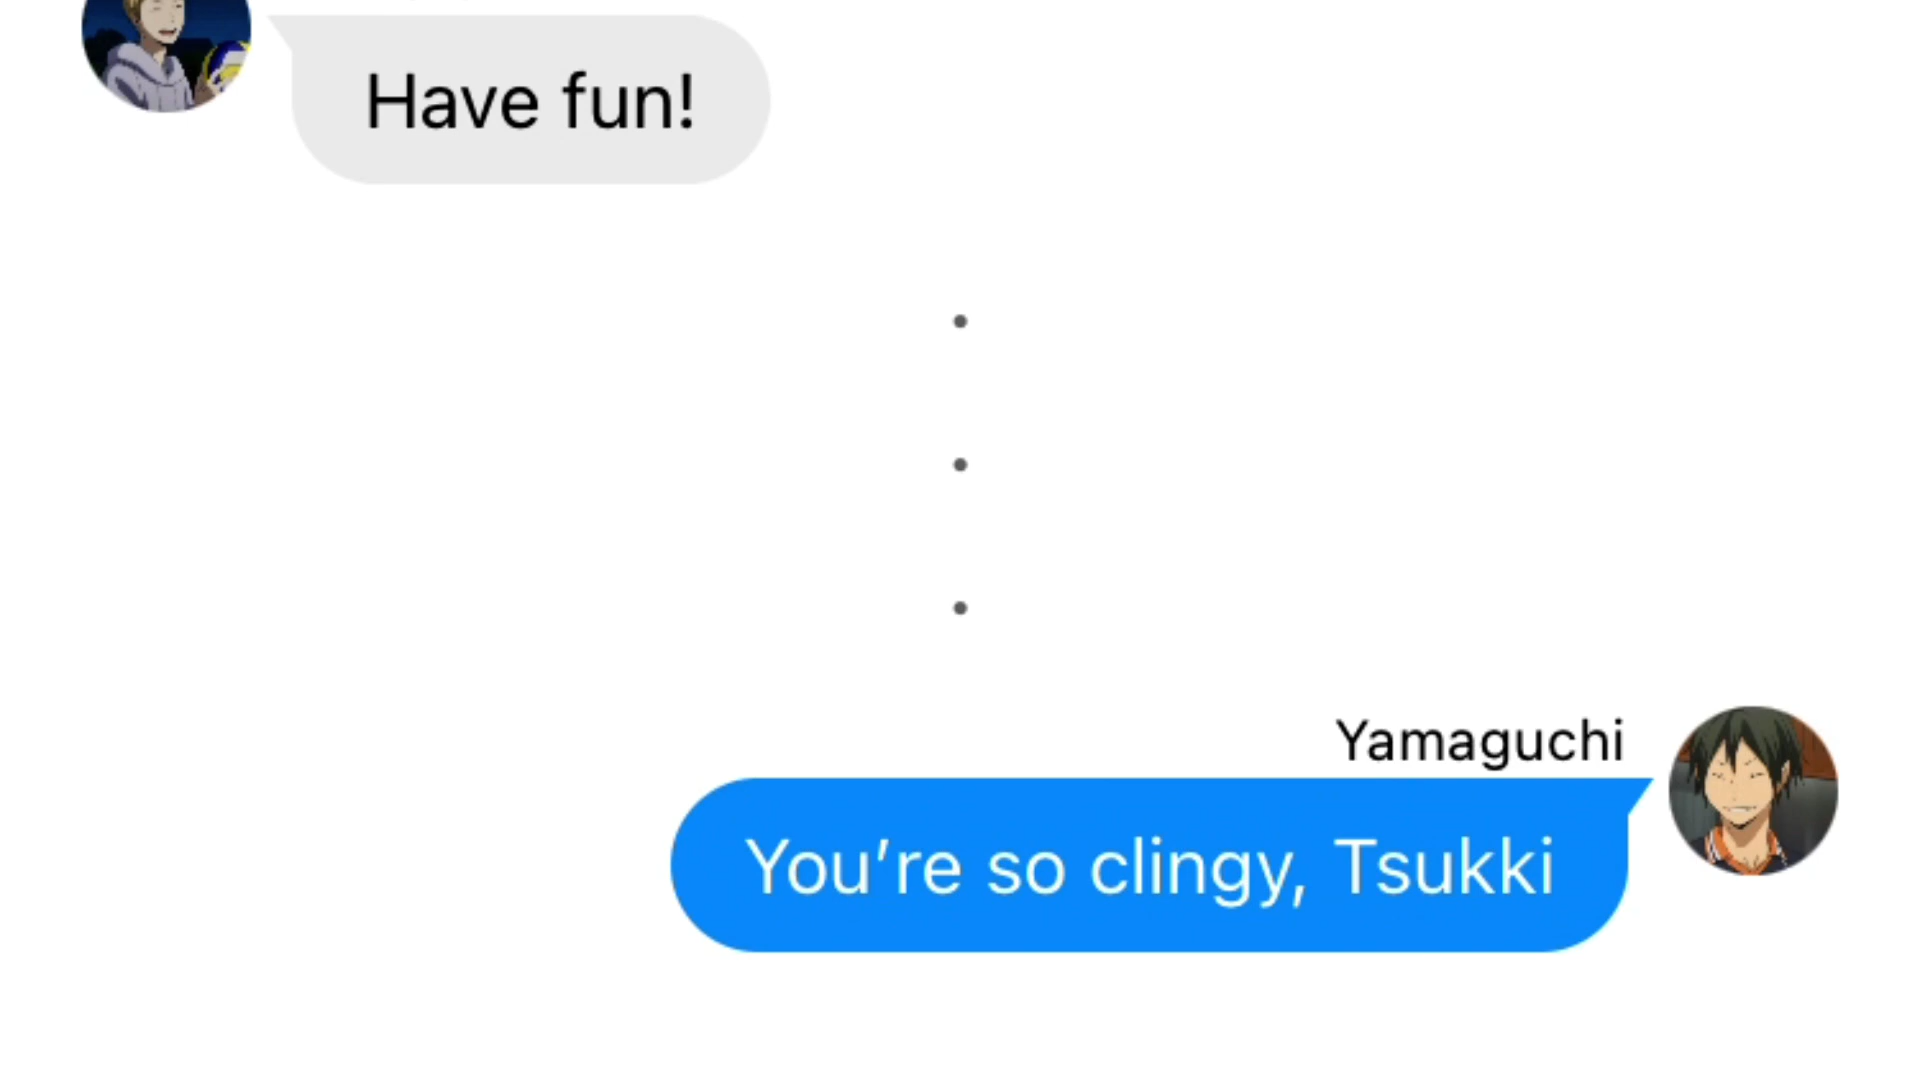 Have fun!
•
•
•
Yamaguchi
You’re so clingy, Tsukki